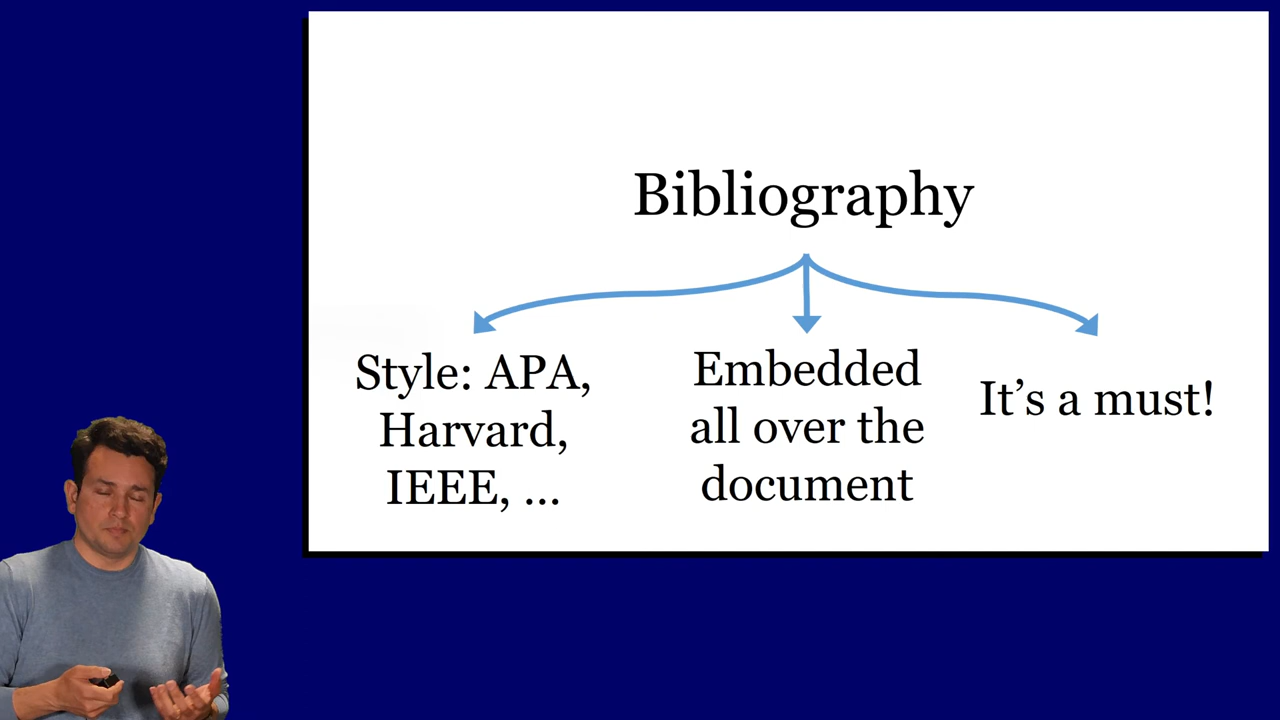 Bibliography
Style: APA,
Harvard,
IEEE, ...
Embedded
all over the
document
It’s a must!